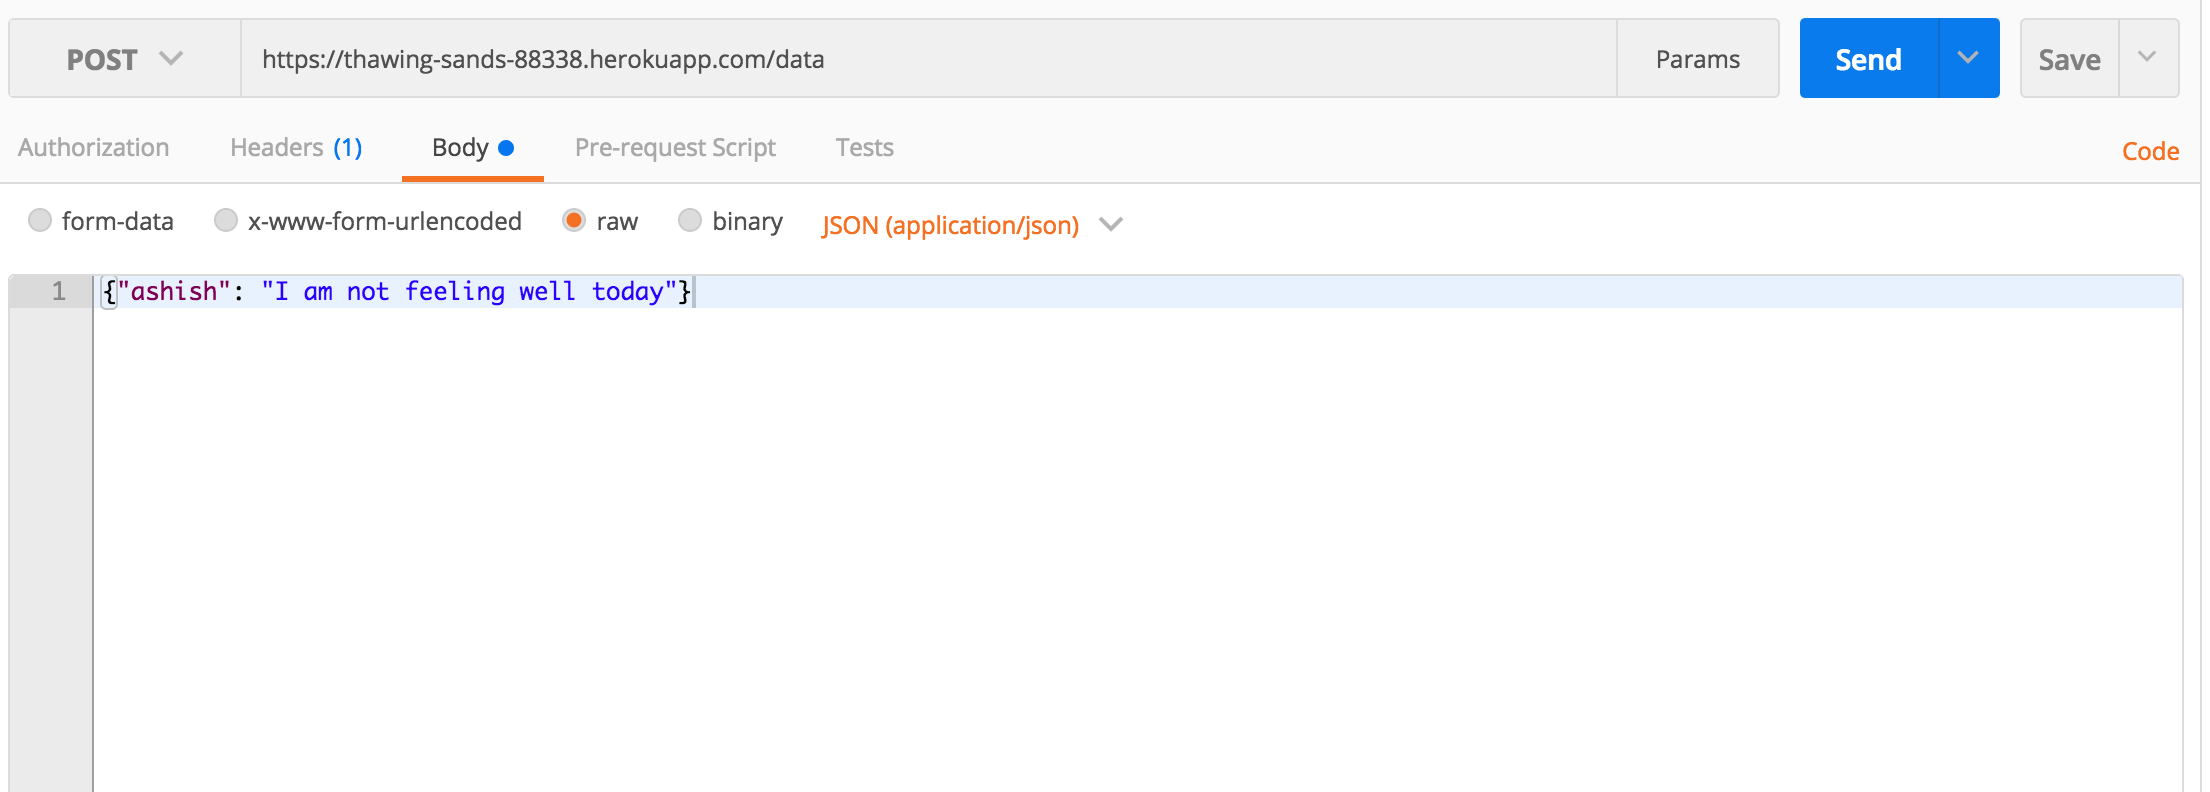 POST https://thawing-sands-88338.herokuapp.com/data Params Send Save
Authorization Headers (1) Body Pre-request Script Tests Code
form-data x-www-form-urlencoded raw binary JSON (application/json)
1 {"ashish": "I am not feeling well today"}